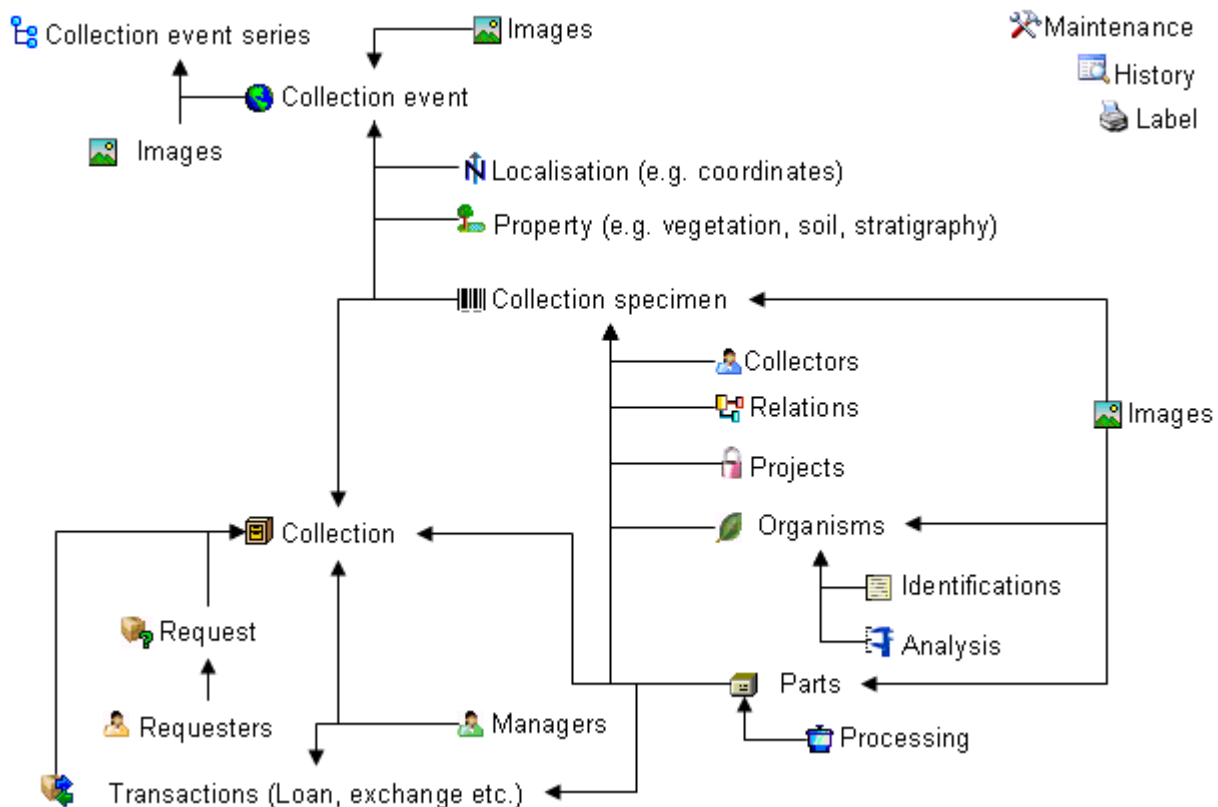 Collection event series
Images
Maintenance
History
Collection event
Label
Images
Localisation (e.g. coordinates)
Property (e.g. vegetation, soil, stratigraphy)
Collection specimen
Collectors
Relations
Images
Projects
Organisms
Collection
Identifications
Request
Analysis
Parts
Requesters
Managers
Processing
Transactions (Loan, exchange etc.)